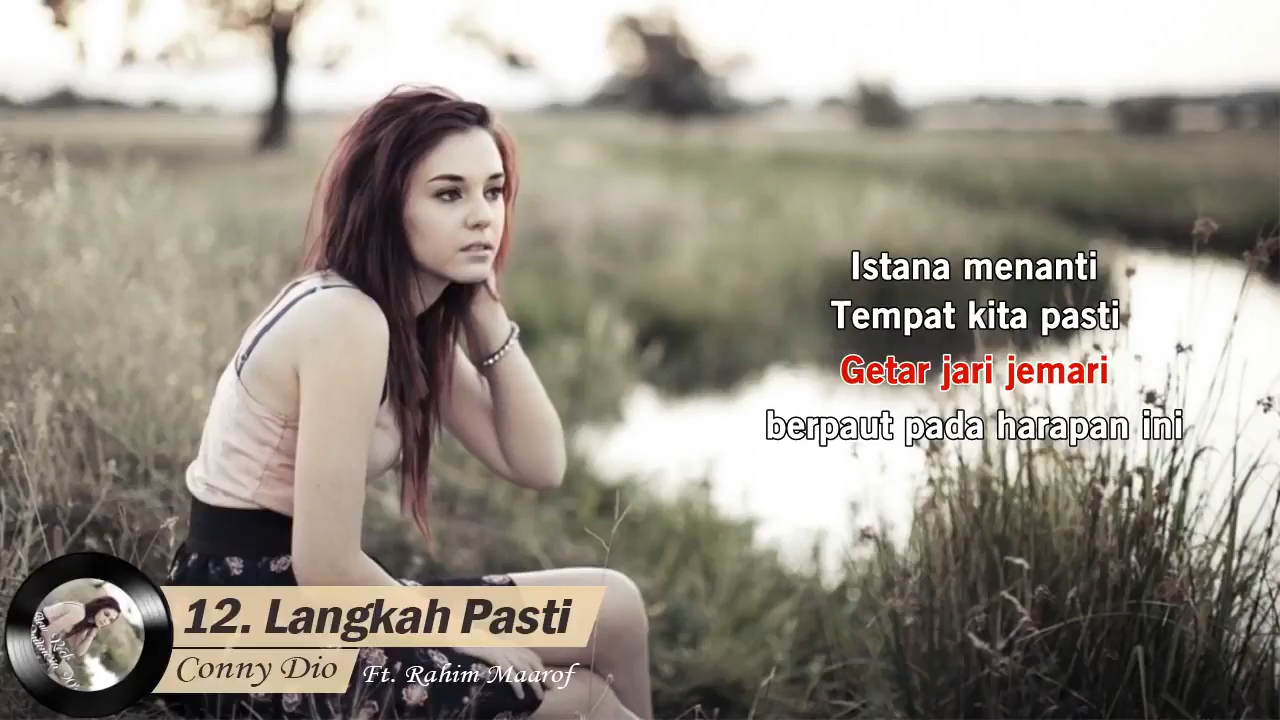 Istana menanti
Tempat kita pasti
Getar jari jemari
berpaut pada harapan ini
12. Langkah Pasti
Conny Dio Ft. Rahim Maarof